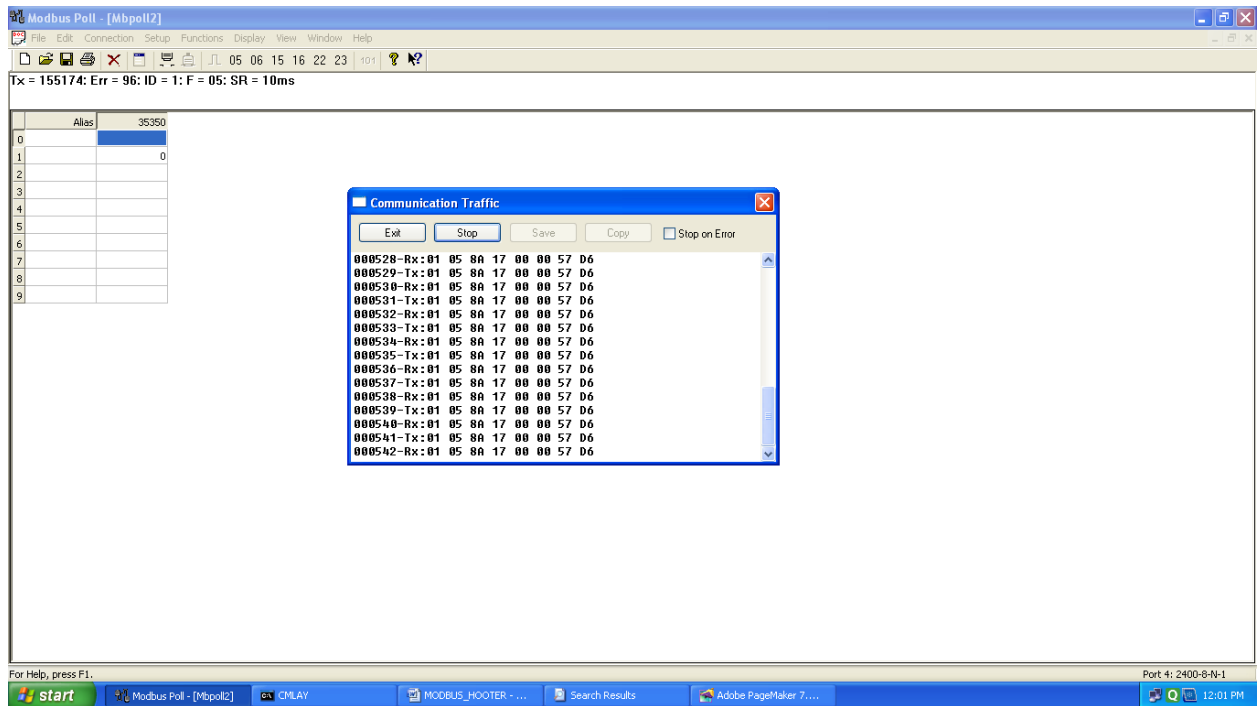 Modbus Poll - [Mbpoll2]
File Edit Connection Setup Functions Display View Window Help
05 06 15 16 22 23 101
Tx = 155174: Err = 96: ID = 1: F = 05: SR = 10ms
Alias 35350
0
1 0
2
3
4
5
6
7
8
9
Communication Traffic
Exit Stop Save Copy Stop on Error
000528-Rx:01 05 8A 17 00 00 57 D6
000529-Tx:01 05 8A 17 00 00 57 D6
000530-Rx:01 05 8A 17 00 00 57 D6
000531-Tx:01 05 8A 17 00 00 57 D6
000532-Rx:01 05 8A 17 00 00 57 D6
000533-Tx:01 05 8A 17 00 00 57 D6
000534-Rx:01 05 8A 17 00 00 57 D6
000535-Tx:01 05 8A 17 00 00 57 D6
000536-Rx:01 05 8A 17 00 00 57 D6
000537-Tx:01 05 8A 17 00 00 57 D6
000538-Rx:01 05 8A 17 00 00 57 D6
000539-Tx:01 05 8A 17 00 00 57 D6
000540-Rx:01 05 8A 17 00 00 57 D6
000541-Tx:01 05 8A 17 00 00 57 D6
000542-Rx:01 05 8A 17 00 00 57 D6
For Help, press F1. Port 4: 2400-8-N-1
start Modbus Poll - [Mbpoll2] CMLAY MODBUS_HOOTER - ... Search Results Adobe PageMaker 7.... 12:01 PM